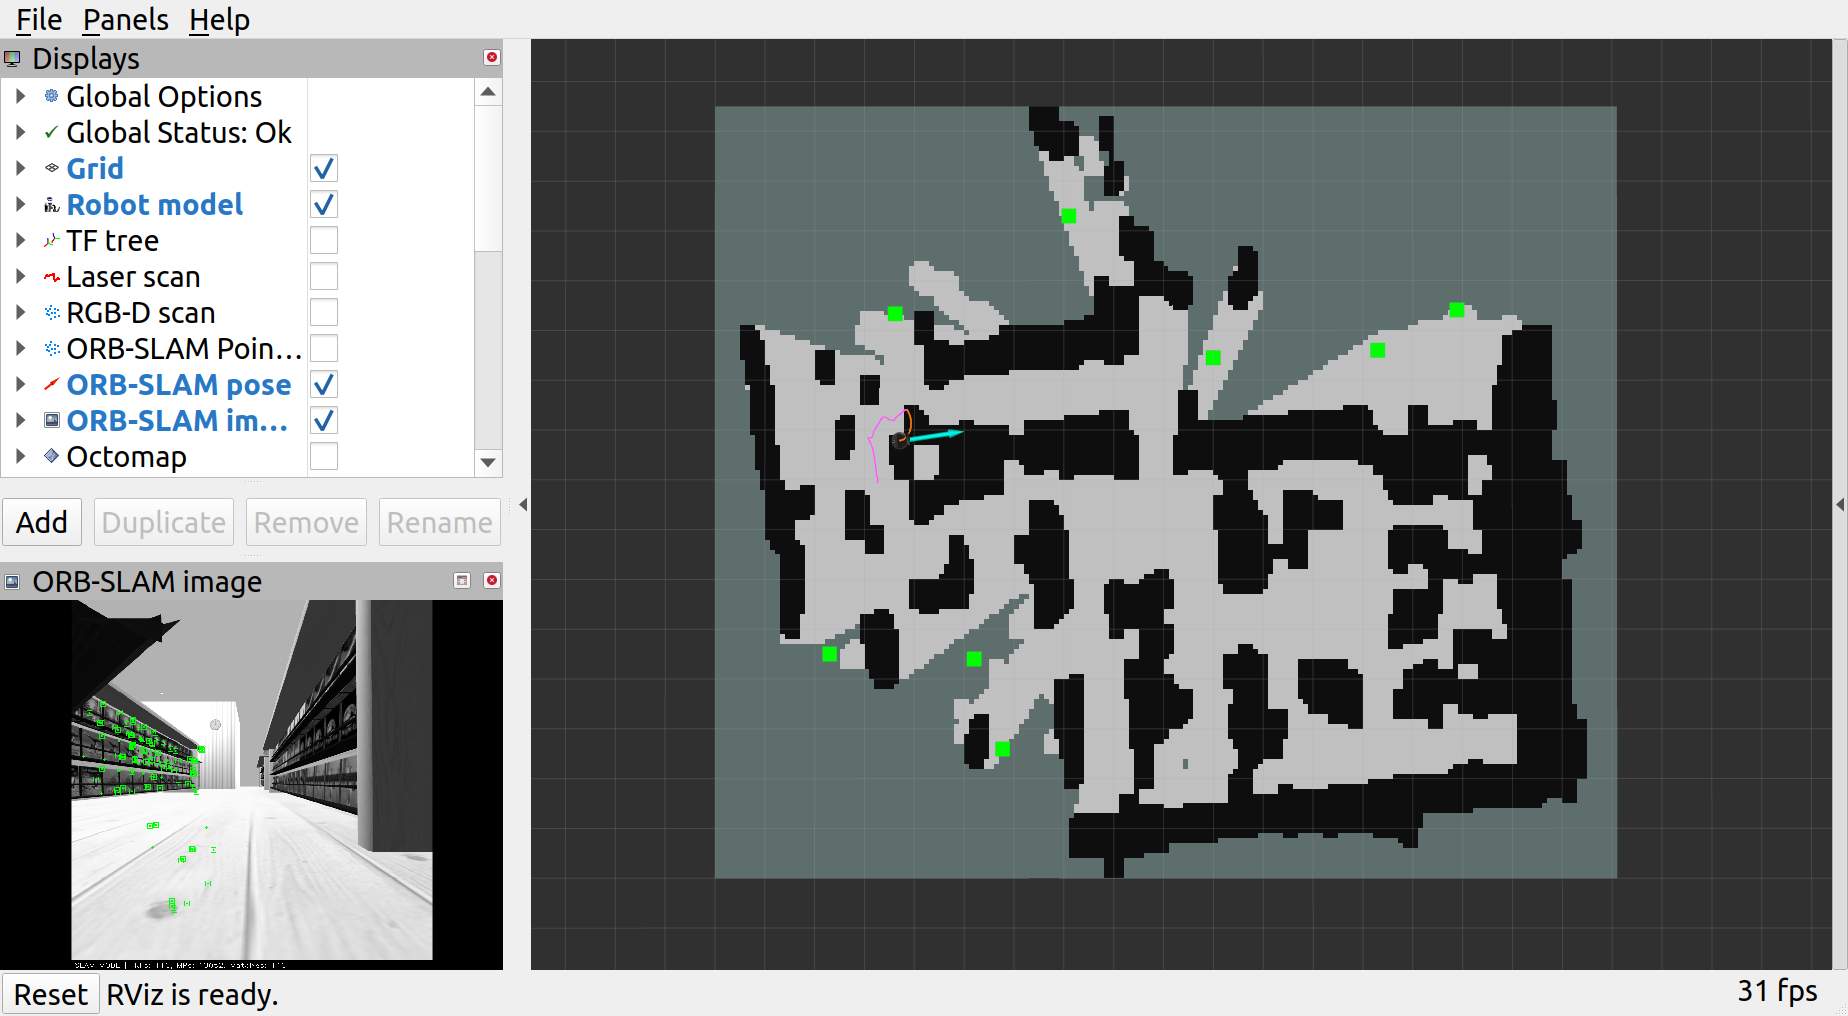 File Panels Help
Displays
Global Options
Global Status: Ok
Grid
Robot model
TF tree
Laser scan
RGB-D scan
ORB-SLAM Poin...
ORB-SLAM pose
ORB-SLAM im...
Octomap
Add Duplicate Remove Rename
ORB-SLAM image
SLAM MODE |
Reset RViz is ready.
31 fps